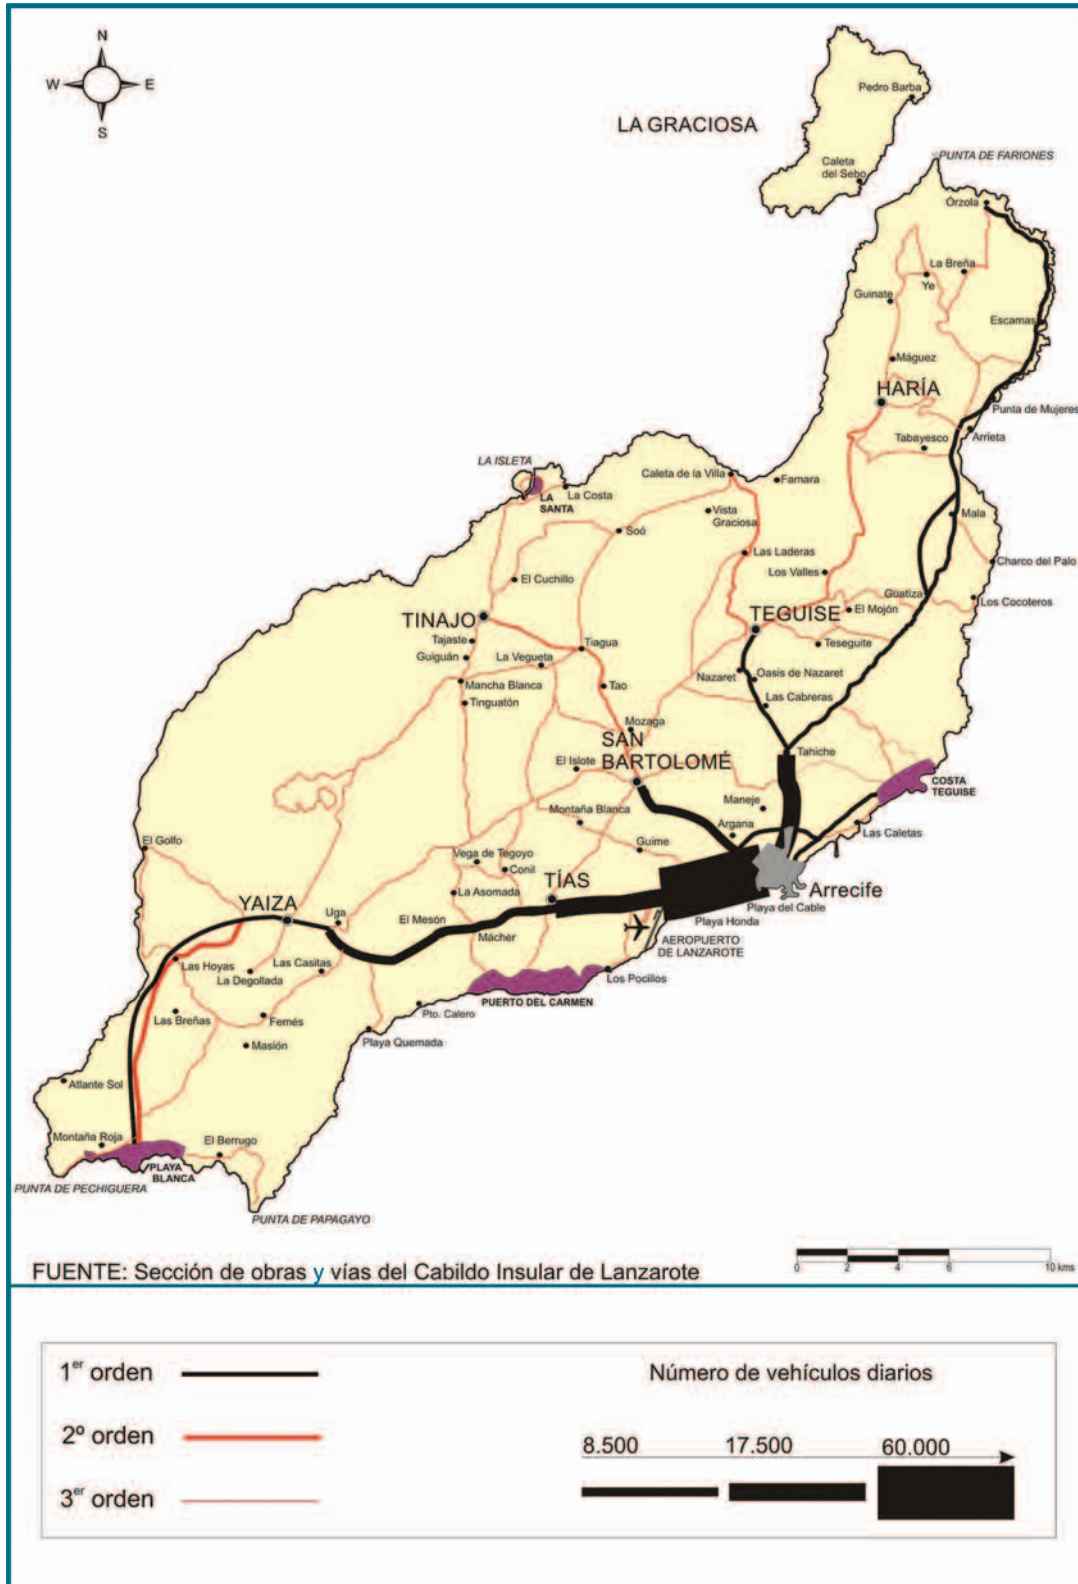 N
W E
S
LA GRACIOSA
Pedro Barba
Caleta
del Sebo
PUNTA DE FARIONES
Órzola
La Breña
Ye
Guinate
Escamas
Máguez
HARÍA
Punta de Mujeres
Tabayesco
Arrieta
LA ISLETA
LA
SANTA
La Costa
Caleta de la Villa
Famara
Vista
Graciosa
Mala
Soó
Las Laderas
Los Valles
Charco del Palo
El Cuchillo
Guatiza
Los Cocoteros
TINAJO
TEGUISE
El Mojón
Tajaste
Tiagua
Teseguite
Guiguán
La Vegueta
Nazaret
Oasis de Nazaret
Mancha Blanca
Tao
Las Cabreras
Tinguatón
Mozaga
SAN
BARTOLOMÉ
Tahiche
El Islote
COSTA
TEGUISE
Montaña Blanca
Maneje
Argana
Las Caletas
El Golfo
Guime
Vega de Tegoyo
Conil
La Asomada
TÍAS
Arrecife
YAIZA
Uga
El Mesón
Mácher
Playa del Cable
Playa Honda
AEROPUERTO
DE LANZAROTE
Las Hoyas
Las Casitas
La Degollada
Los Pocillos
PUERTO DEL CARMEN
Pto. Calero
Las Breñas
Femés
Playa Quemada
Masión
Atlante Sol
Montaña Roja
El Berrugo
PLAYA
BLANCA
PUNTA DE PECHIGUERA
PUNTA DE PAPAGAYO
FUENTE: Sección de obras y vías del Cabildo Insular de Lanzarote
0 2 4 6 10 kms
1er orden
2º orden
3er orden
Número de vehículos diarios
8.500 17.500 60.000